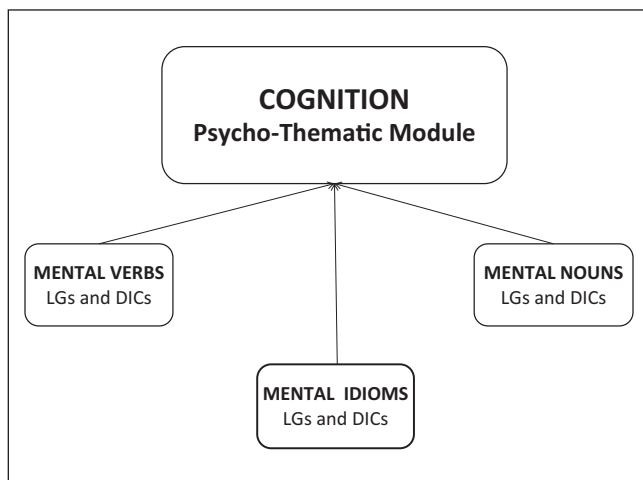 COGNITION
Psycho-Thematic Module
MENTAL VERBS
LGs and DICs
MENTAL NOUNS
LGs and DICs
MENTAL IDIOMS
LGs and DICs